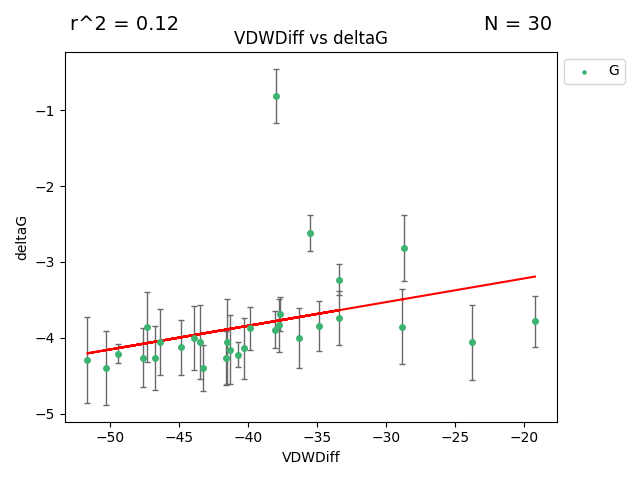 r^2 = 0.12
N = 30
VDWDiff vs deltaG
G
−1
−2
−3
−4
−5
deltaG
−50
−45
−40
−35
−30
−25
−20
VDWDiff